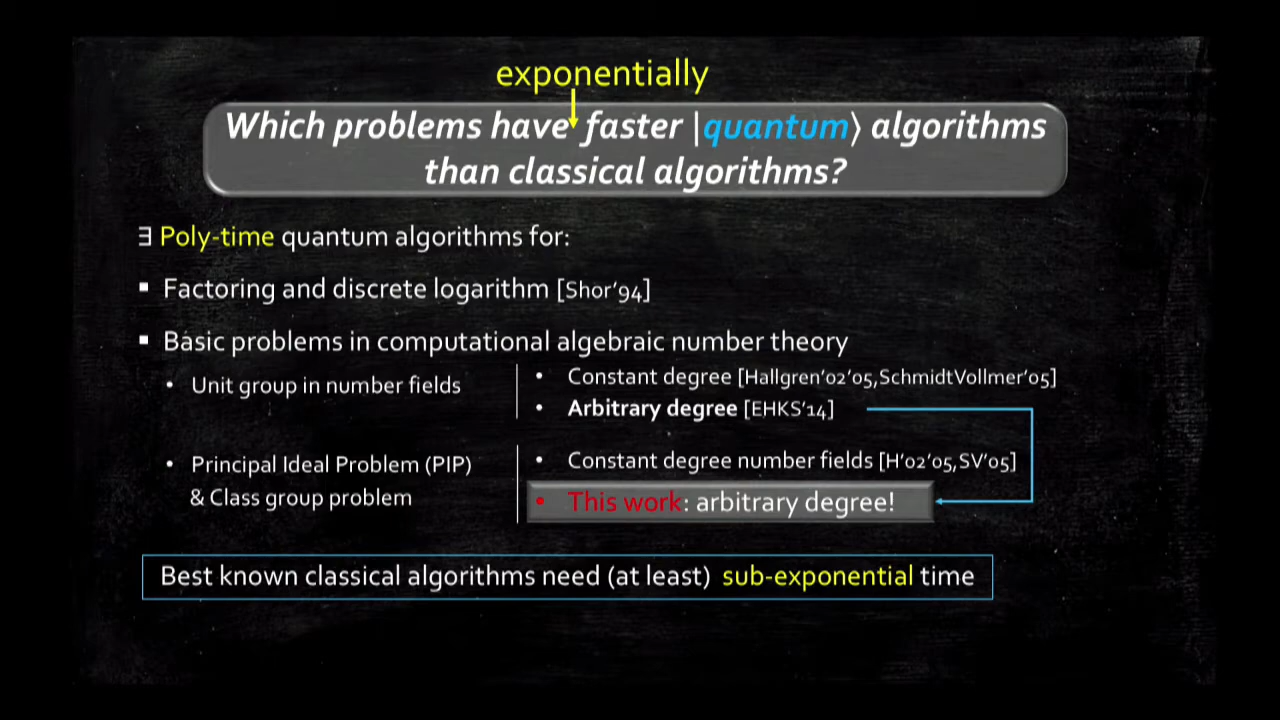 exponentially
Which problems have faster |quantum⟩ algorithms
than classical algorithms?
∃ Poly-time quantum algorithms for:
▪ Factoring and discrete logarithm [Shor’94]
▪ Basic problems in computational algebraic number theory
• Unit group in number fields
• Constant degree [Hallgren’02’05,SchmidtVollmer’05]
• Arbitrary degree [EHKS’14]
• Principal Ideal Problem (PIP)
& Class group problem
• Constant degree number fields [H’02’05,SV’05]
• This work: arbitrary degree!
Best known classical algorithms need (at least) sub-exponential time